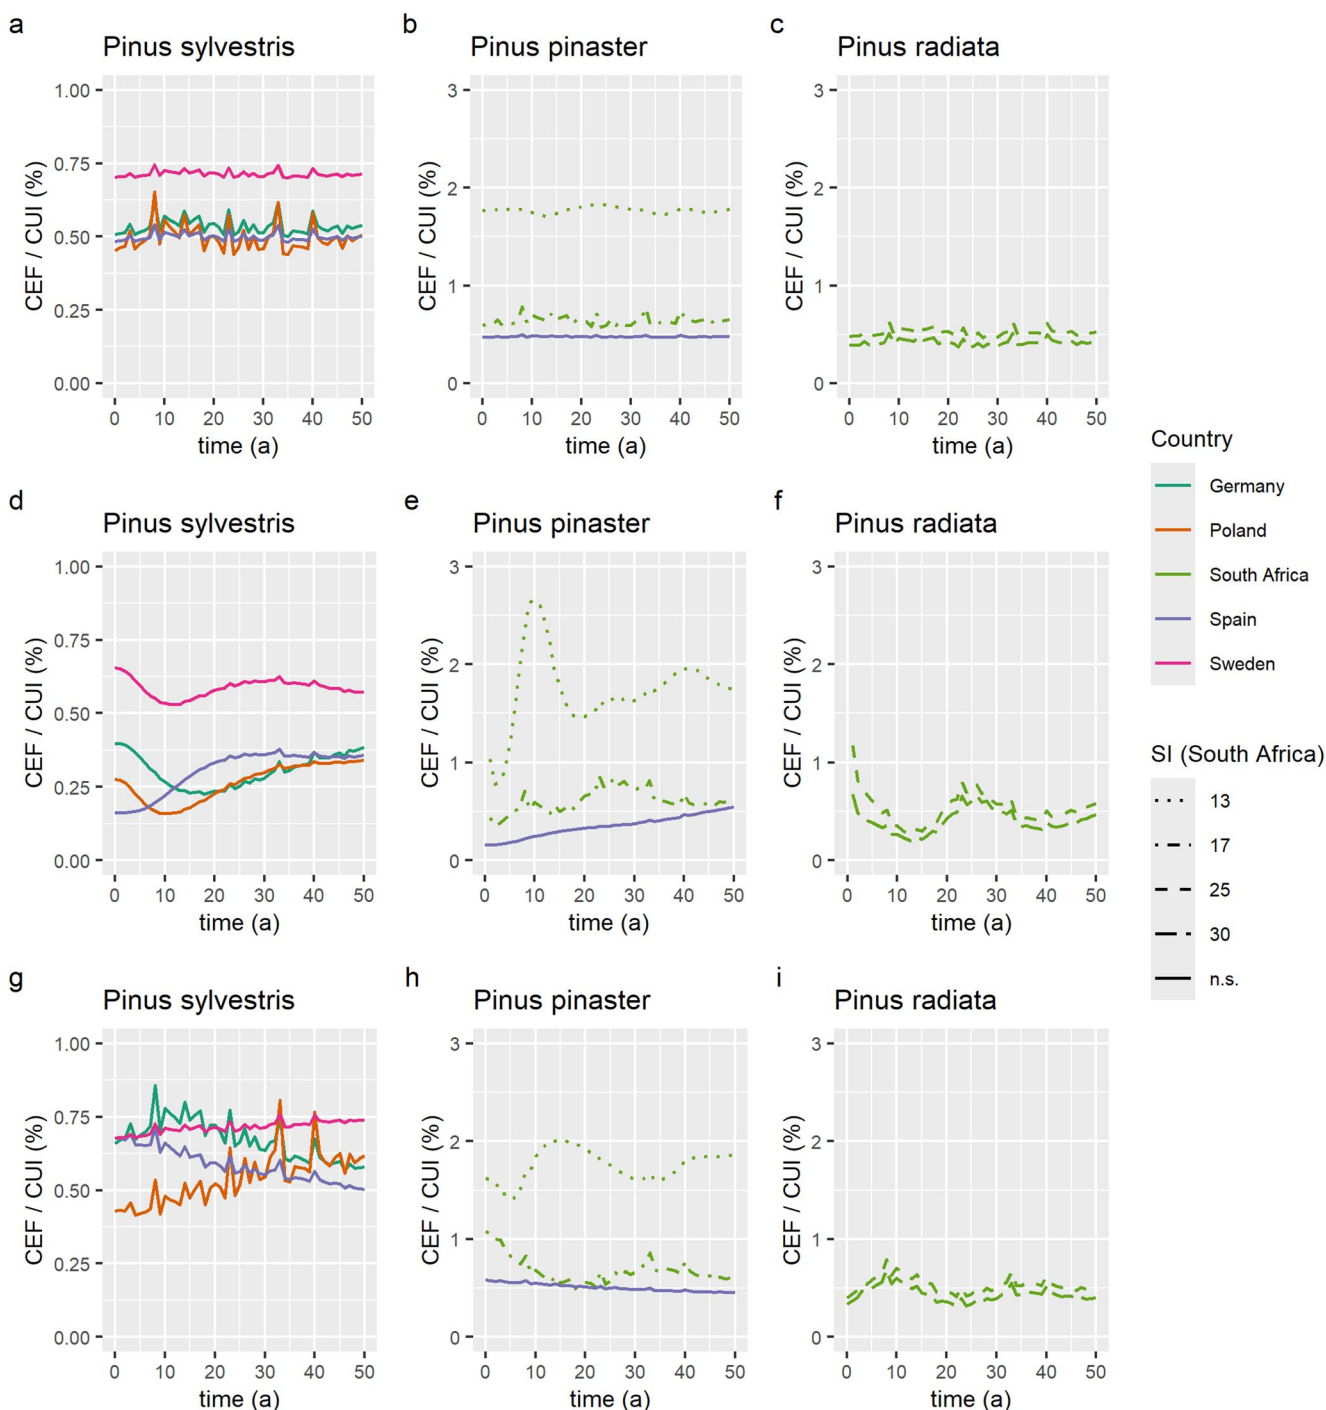 a
Pinus sylvestris
1.00
0.75
0.50
0.25
0.00
CEF / CUI (%)
0 10 20 30 40 50
time (a)
b
Pinus pinaster
3
2
1
0
CEF / CUI (%)
0 10 20 30 40 50
time (a)
c
Pinus radiata
3
2
1
0
CEF / CUI (%)
0 10 20 30 40 50
time (a)
d
Pinus sylvestris
1.00
0.75
0.50
0.25
0.00
CEF / CUI (%)
0 10 20 30 40 50
time (a)
e
Pinus pinaster
3
2
1
0
CEF / CUI (%)
0 10 20 30 40 50
time (a)
f
Pinus radiata
3
2
1
0
CEF / CUI (%)
0 10 20 30 40 50
time (a)
g
Pinus sylvestris
1.00
0.75
0.50
0.25
0.00
CEF / CUI (%)
0 10 20 30 40 50
time (a)
h
Pinus pinaster
3
2
1
0
CEF / CUI (%)
0 10 20 30 40 50
time (a)
i
Pinus radiata
3
2
1
0
CEF / CUI (%)
0 10 20 30 40 50
time (a)
Country
Germany
Poland
South Africa
Spain
Sweden
SI (South Africa)
13
17
25
30
n.s.